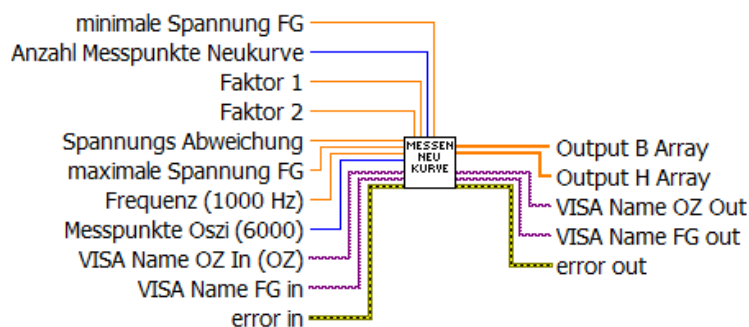 minimale Spannung FG
Anzahl Messpunkte Neukurve
Faktor 1
Faktor 2
Spannungs Abweichung
maximale Spannung FG
Frequenz (1000 Hz)
Messpunkte Oszi (6000)
VISA Name OZ In (OZ)
VISA Name FG in
error in
MESSEN
NEU
KURVE
Output B Array
Output H Array
VISA Name OZ Out
VISA Name FG out
error out